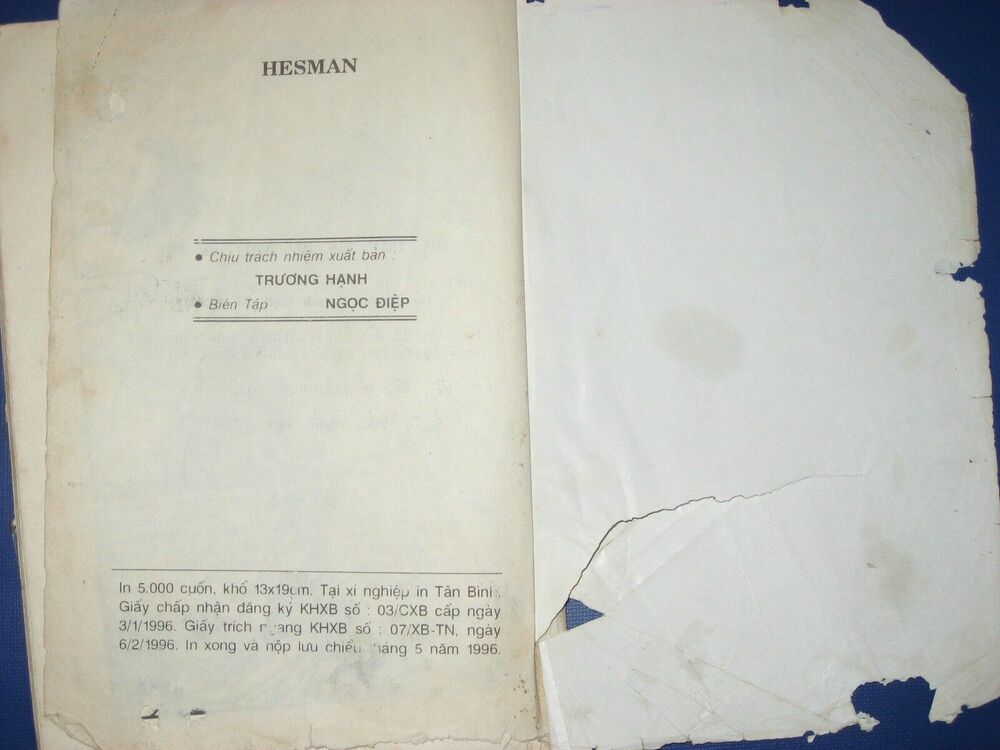 HESMAN
• Chịu trách nhiệm xuất bản :
TRƯƠNG HẠNH
• Biên Tập NGỌC ĐIỆP
In 5.000 cuốn, khổ 13x19cm. Tại xí nghiệp in Tân Bình.
Giấy chấp nhận đăng ký KHXB số : 03/CXB cấp ngày
3/1/1996. Giấy trích ngang KHXB số : 07/XB-TN, ngày
6/2/1996. In xong và nộp lưu chiểu tháng 5 năm 1996.